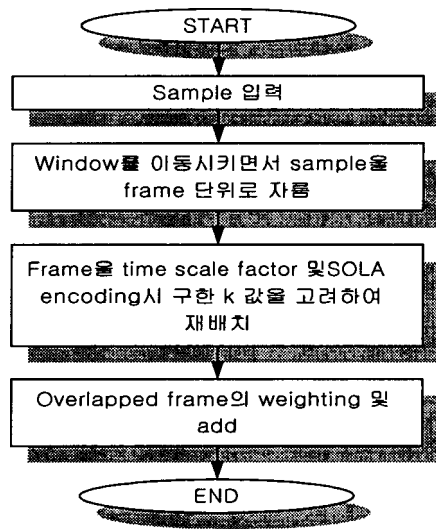 START
Sample 입력
Window를 이동시키면서 sample을
frame 단위로 자름
Frame을 time scale factor 및SOLA
encoding시 구한 k 값을 고려하여
재배치
Overlapped frame의 weighting 및
add
END